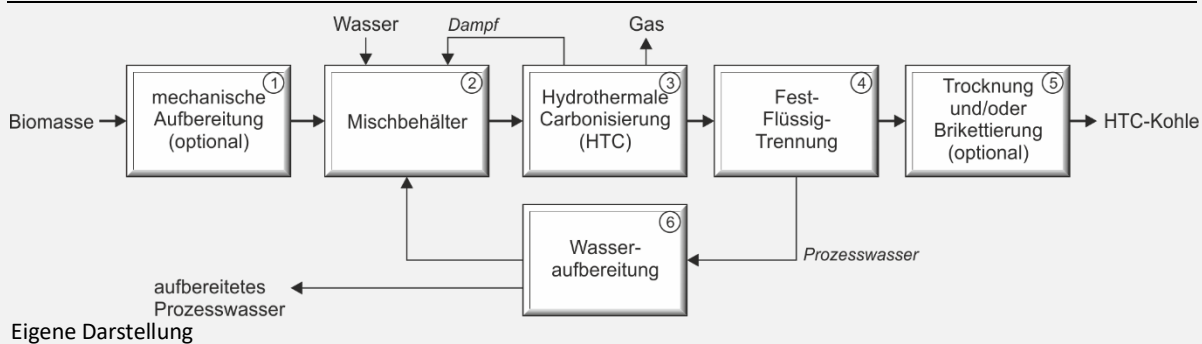 Wasser
Dampf
Gas
Biomasse
1
mechanische
Aufbereitung
(optional)
2
Mischbehälter
3
Hydrothermale
Carbonisierung
(HTC)
4
Fest-
Flüssig-
Trennung
5
Trocknung
und/oder
Brikettierung
(optional)
HTC-Kohle
6
Wasser-
aufbereitung
Prozesswasser
aufbereitetes
Prozesswasser
Eigene Darstellung